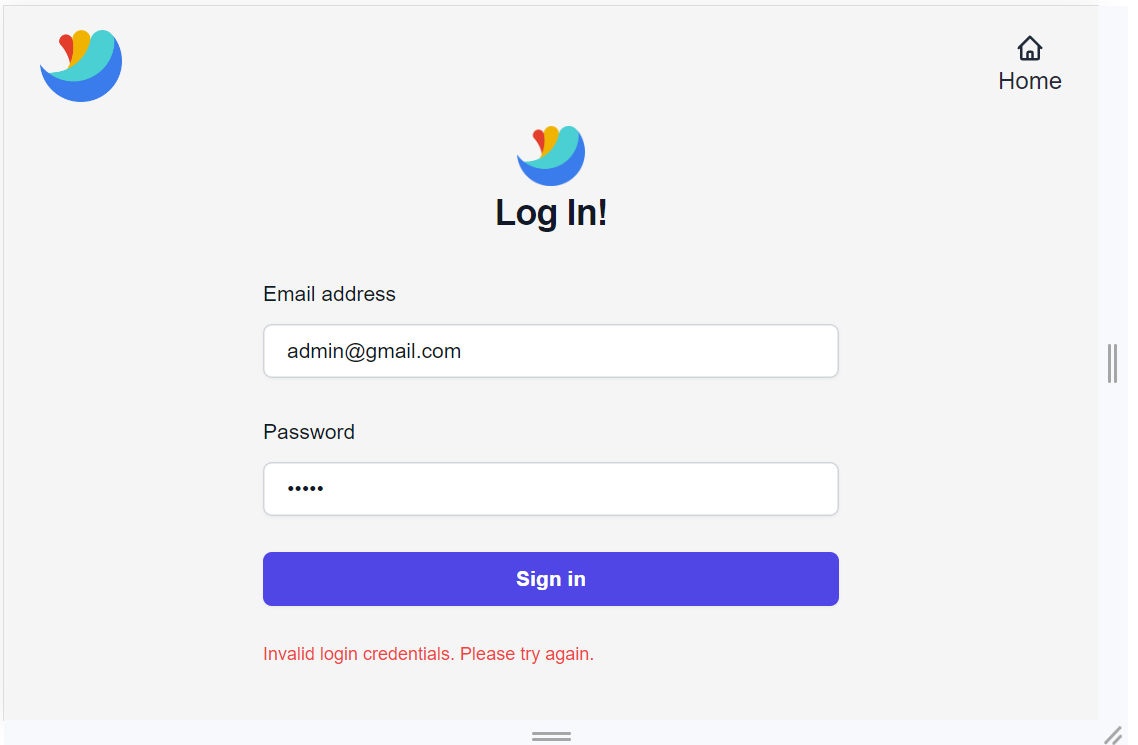 Home
Log In!
Email address
admin@gmail.com
Password
•••••
Sign in
Invalid login credentials. Please try again.